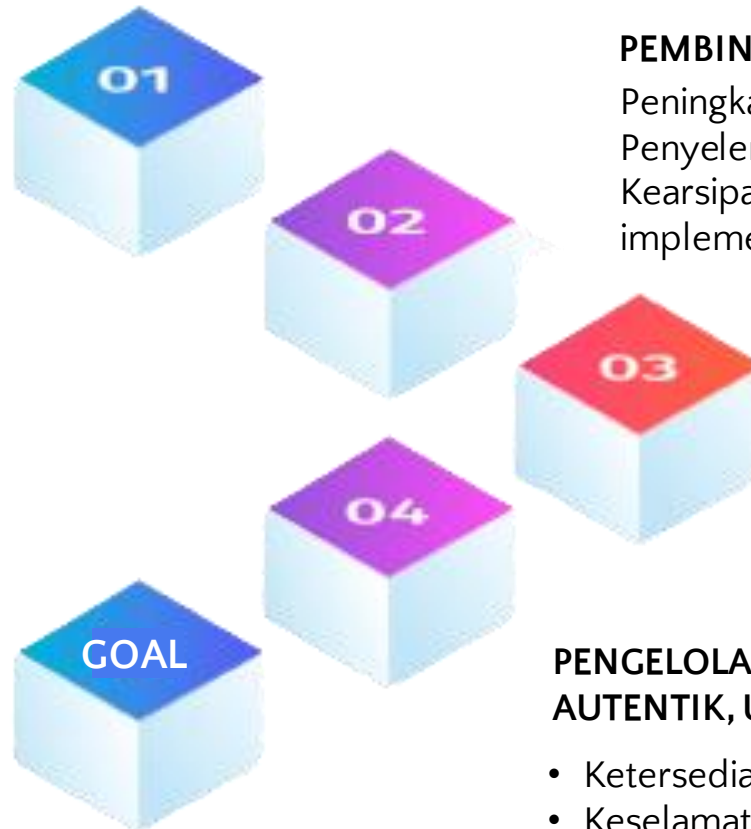 01
PEMBIN
Peningka
Penyeler
Kearsipa
impleme
02
03
04
GOAL
PENGELOLA
AUTENTIK, U
• Ketersedia
• Keselamat